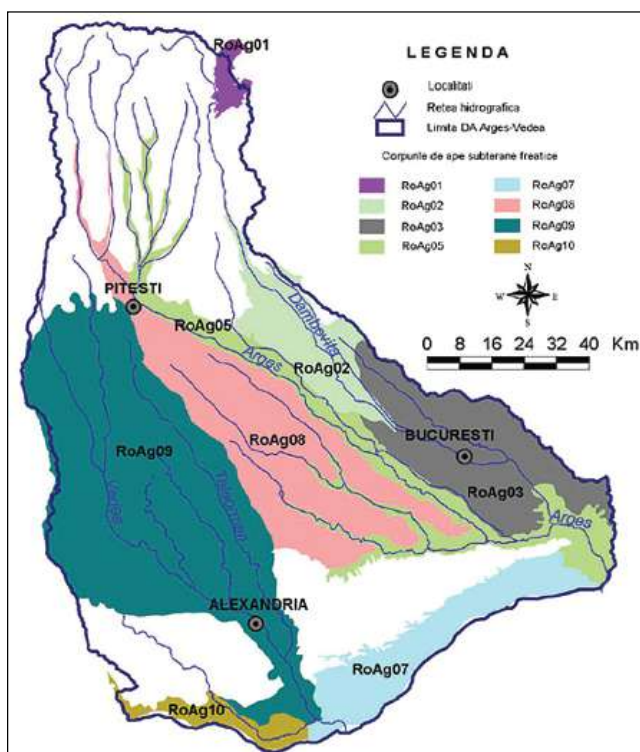 RoAg01
LEGENDA
Localitati
Retea hidrografica
Limita DA Arges-Vedea
Corpurile de ape subterane freatice
RoAg01
RoAg07
RoAg02
RoAg08
RoAg03
RoAg09
RoAg05
RoAg10
N
W E
S
0 8 16 24 32 40 Km
PITESTI
RoAg05
Dambovita
Arges
RoAg02
BUCURESTI
RoAg08
RoAg09
RoAg03
Vedea
Teleorman
Arges
ALEXANDRIA
RoAg07
RoAg10